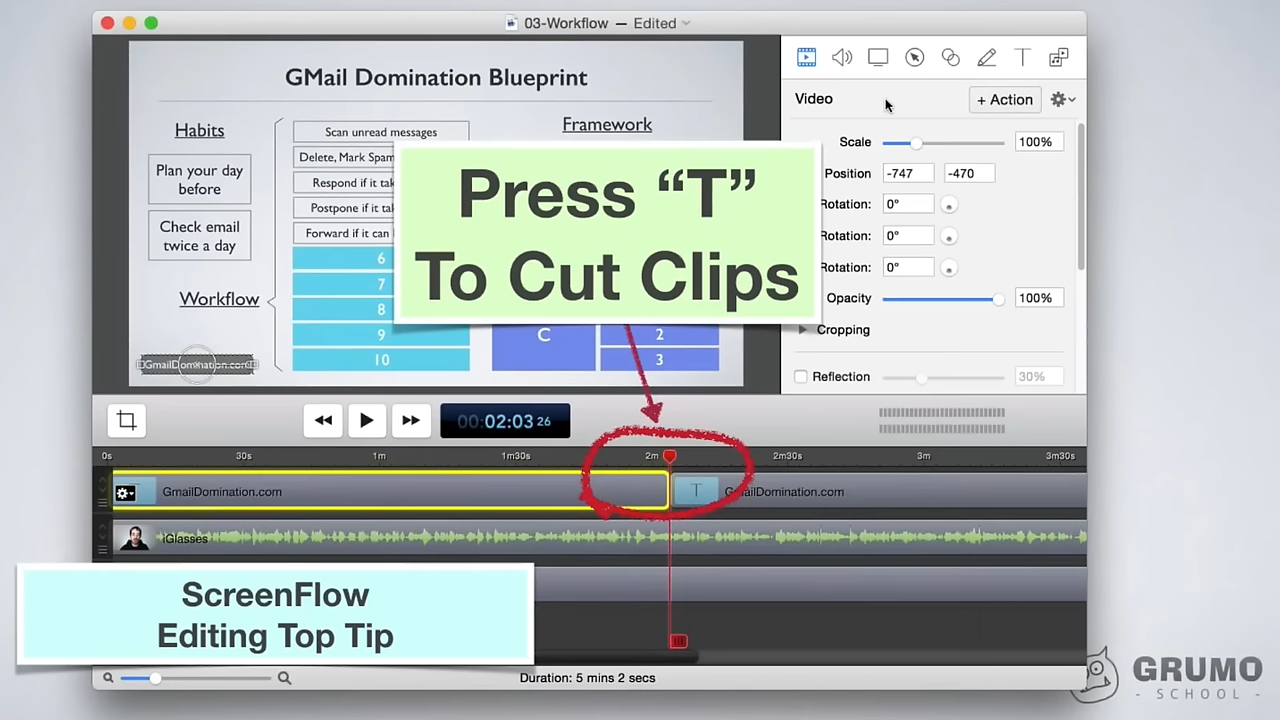 03-Workflow — Edited
GMail Domination Blueprint
Habits
Plan your day
before
Check email
twice a day
Workflow
GmailDomination.com
Scan unread messages
Delete, Mark Spam
Respond if it tak
Postpone if it ta
Forward if it can
6
7
8
9
10
Framework
C
2
3
Press “T”
To Cut Clips
T
Video
+ Action
Scale
100%
Position
-747
-470
Rotation:
0°
Rotation:
0°
Rotation:
0°
Opacity
100%
Cropping
Reflection
30%
00:02:03 26
0s
30s
1m
1m30s
2m
2m30s
3m
3m30s
GmailDomination.com
T
GmailDomination.com
iGlasses
ScreenFlow
Editing Top Tip
Duration: 5 mins 2 secs
GRUMO
- SCHOOL -